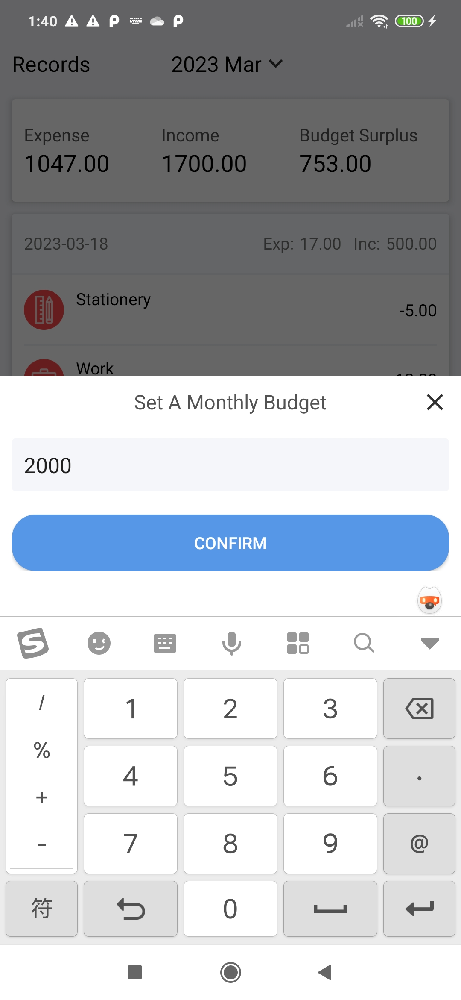 1:40
100
Records 2023 Mar
Expense Income Budget Surplus
1047.00 1700.00 753.00
2023-03-18 Exp: 17.00 Inc: 500.00
Stationery
-5.00
Work
Set A Monthly Budget
2000
CONFIRM
/ 1 2 3
% 4 5 6 .
+
- 7 8 9 @
符 0